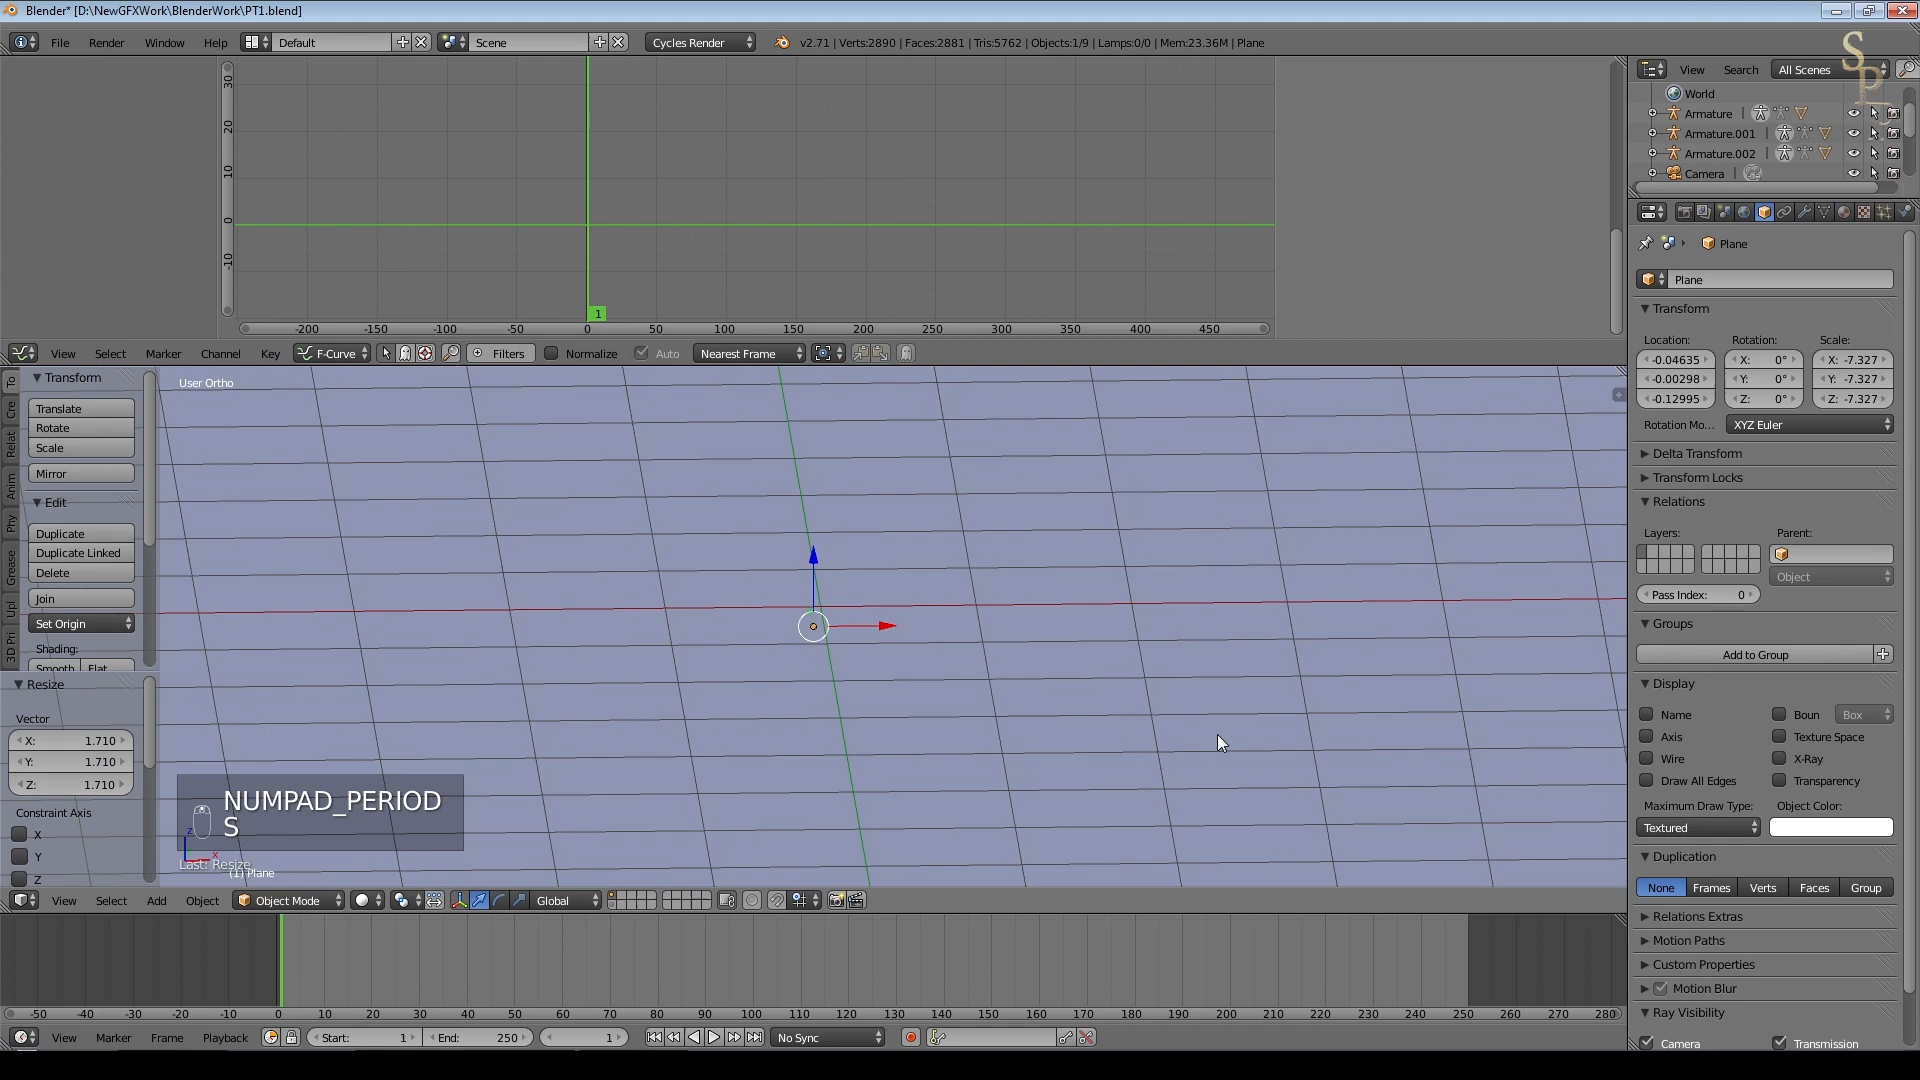 Blender* [D:\NewGFXWork\BlenderWork\PT1.blend]
File Render Window Help Default Scene Cycles Render v2.71 | Verts:2890 | Faces:2881 | Tris:5762 | Objects:1/9 | Lamps:0/0 | Mem:23.36M | Plane
SP
View Search All Scenes
World
Armature
Armature.001
Armature.002
Camera
30
20
10
0
-10
1
-200 -150 -100 -50 0 50 100 150 200 250 300 350 400 450
View Select Marker Channel Key F-Curve Filters Normalize Auto Nearest Frame
Plane
Plane
Transform
Location: Rotation: Scale:
-0.04635 X: 0° X: -7.327
-0.00298 Y: 0° Y: -7.327
-0.12995 Z: 0° Z: -7.327
Rotation Mo... XYZ Euler
Delta Transform
Transform Locks
Relations
Layers: Parent:
Object
Pass Index: 0
Groups
Add to Group
Display
Name Boun Box
Axis Texture Space
Wire X-Ray
Draw All Edges Transparency
Maximum Draw Type: Object Color:
Textured
Duplication
None Frames Verts Faces Group
Relations Extras
Motion Paths
Custom Properties
Motion Blur
Ray Visibility
Camera Transmission
To
Cre
Relat
Anim
Phy
Grease
Upl
3D Pri
Transform
Translate
Rotate
Scale
Mirror
Edit
Duplicate
Duplicate Linked
Delete
Join
Set Origin
Shading:
Smooth Flat
Resize
Vector
X: 1.710
Y: 1.710
Z: 1.710
Constraint Axis
X
Y
Z
User Ortho
NUMPAD_PERIOD
S
z
x
Last: Resize
(1) Plane
View Select Add Object Object Mode Global
-50 -40 -30 -20 -10 0 10 20 30 40 50 60 70 80 90 100 110 120 130 140 150 160 170 180 190 200 210 220 230 240 250 260 270 280
View Marker Frame Playback Start: 1 End: 250 1 No Sync